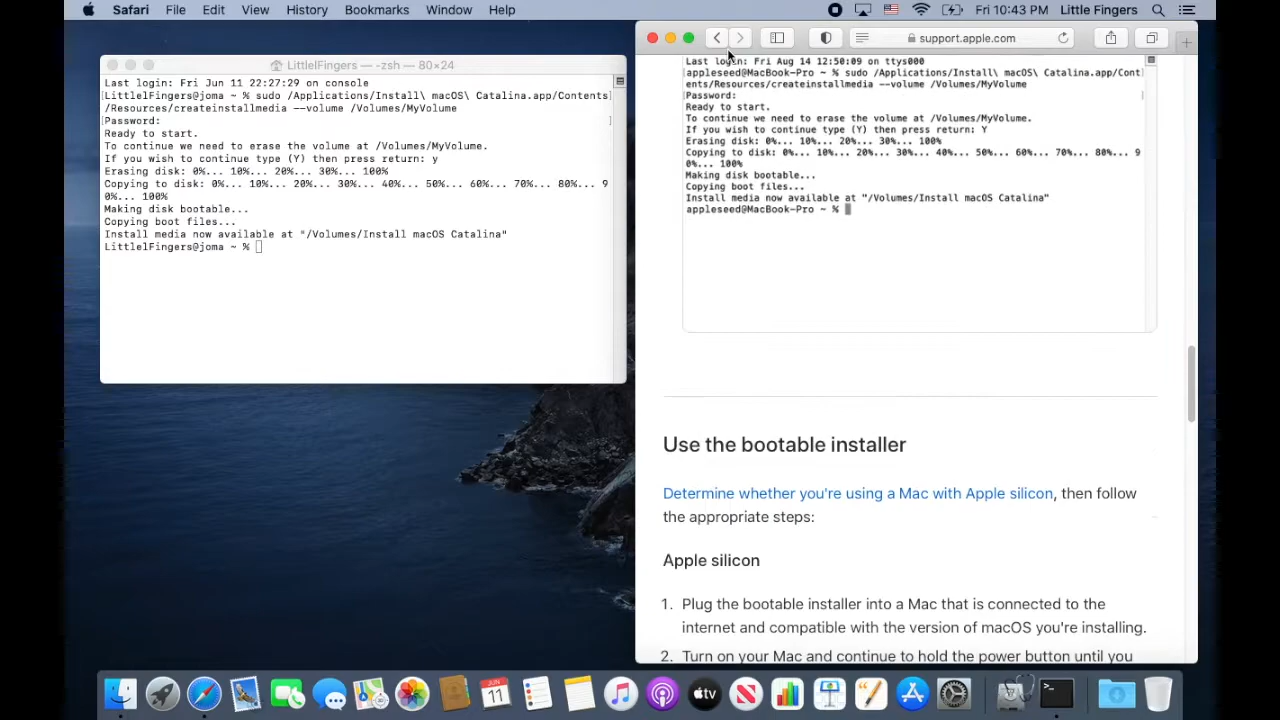 Safari File Edit View History Bookmarks Window Help
Fri 10:43 PM Little Fingers
LittleIFingers — -zsh — 80×24
Last login: Fri Jun 11 22:27:29 on console
[LittleIFingers@joma ~ % sudo /Applications/Install\ macOS\ Catalina.app/Contents]
/Resources/createinstallmedia --volume /Volumes/MyVolume
[Password: ]
Ready to start.
To continue we need to erase the volume at /Volumes/MyVolume.
If you wish to continue type (Y) then press return: y
Erasing disk: 0%... 10%... 20%... 30%... 100%
Copying to disk: 0%... 10%... 20%... 30%... 40%... 50%... 60%... 70%... 80%... 9
0%... 100%
Making disk bootable...
Copying boot files...
Install media now available at "/Volumes/Install macOS Catalina"
LittleIFingers@joma ~ %
support.apple.com
Last login: Fri Aug 14 12:50:09 on ttys000
[appleseed@MacBook-Pro ~ % sudo /Applications/Install\ macOS\ Catalina.app/Cont]
ents/Resources/createinstallmedia --volume /Volumes/MyVolume
[Password: ]
Ready to start.
To continue we need to erase the volume at /Volumes/MyVolume.
If you wish to continue type (Y) then press return: Y
Erasing disk: 0%... 10%... 20%... 30%... 100%
Copying to disk: 0%... 10%... 20%... 30%... 40%... 50%... 60%... 70%... 80%... 9
0%... 100%
Making disk bootable...
Copying boot files...
Install media now available at "/Volumes/Install macOS Catalina"
appleseed@MacBook-Pro ~ %
Use the bootable installer
Determine whether you're using a Mac with Apple silicon, then follow
the appropriate steps:
Apple silicon
1. Plug the bootable installer into a Mac that is connected to the
internet and compatible with the version of macOS you're installing.
2. Turn on your Mac and continue to hold the power button until you
JUN
11
tv